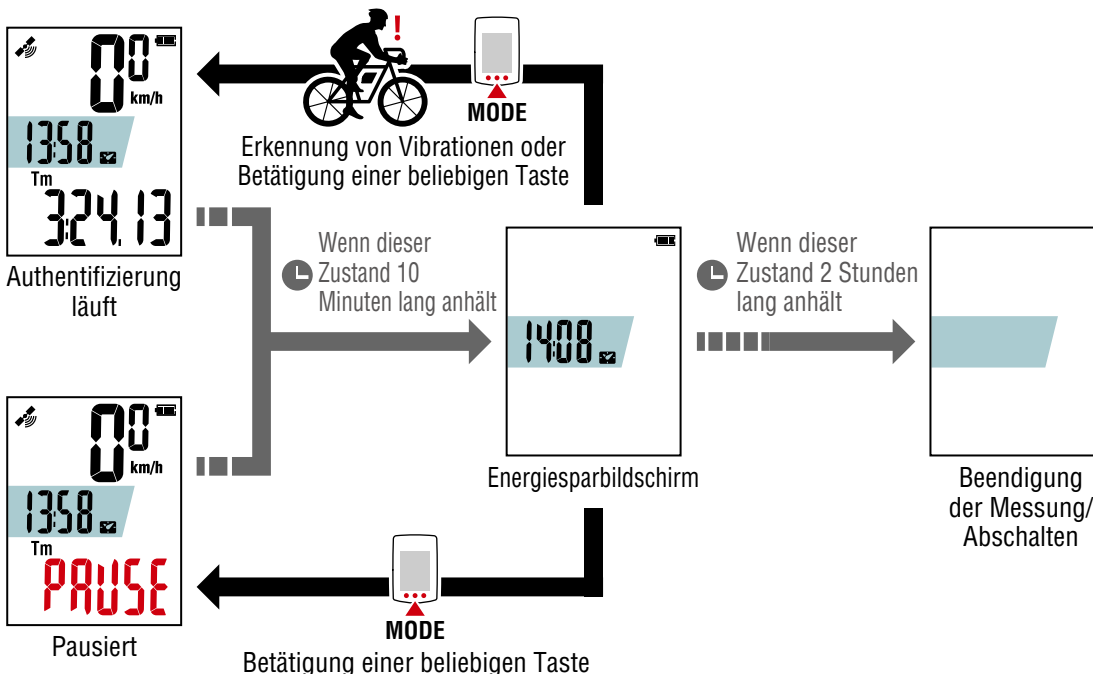 00
km/h
13:58
Tm
3:24.13
Authentifizierung
läuft
!
MODE
Erkennung von Vibrationen oder
Betätigung einer beliebigen Taste
Wenn dieser
Zustand 10
Minuten lang anhält
14:08
Energiesparbildschirm
Wenn dieser
Zustand 2 Stunden
lang anhält
Beendigung
der Messung/
Abschalten
00
km/h
13:58
Tm
PAUSE
Pausiert
MODE
Betätigung einer beliebigen Taste